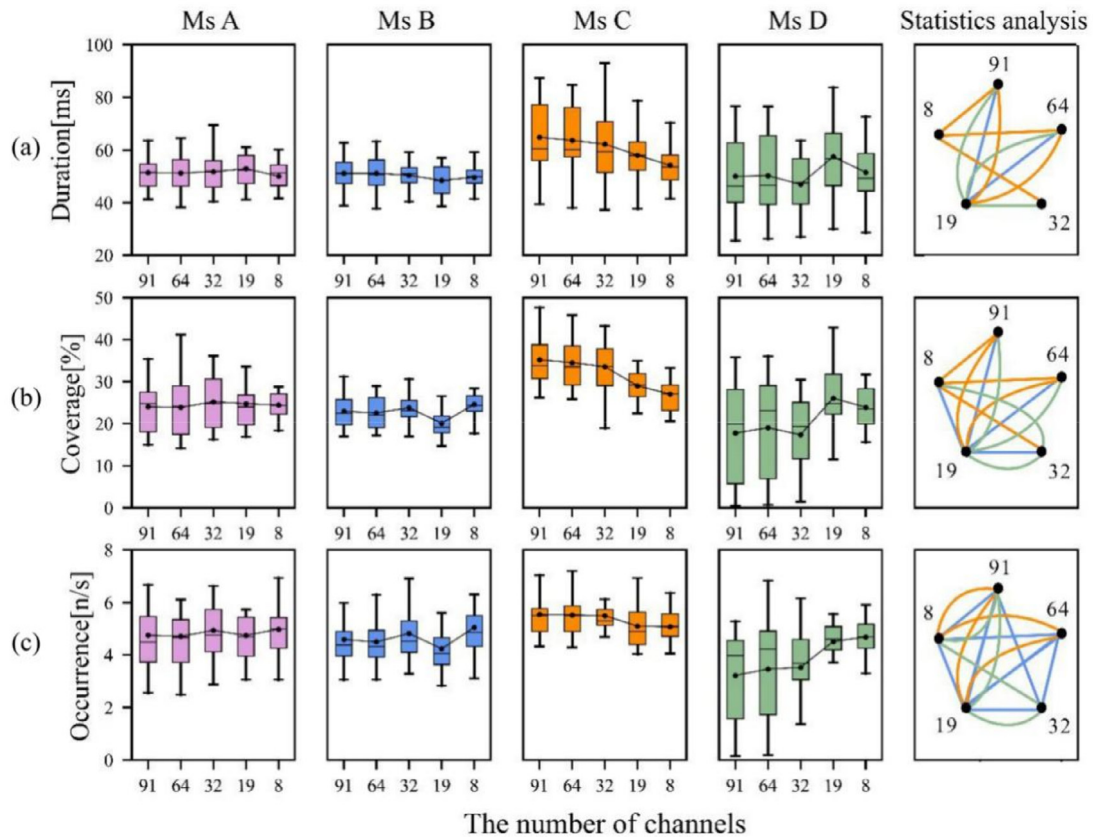 Ms A Ms B Ms C Ms D Statistics analysis
(a)
Duration[ms]
100
80
60
40
20
91 64 32 19 8
91 64 32 19 8
91 64 32 19 8
91 64 32 19 8
91
8
64
19
32
(b)
Coverage[%]
50
40
30
20
10
0
91 64 32 19 8
91 64 32 19 8
91 64 32 19 8
91 64 32 19 8
91
8
64
19
32
(c)
Occurrence[n/s]
8
6
4
2
0
91 64 32 19 8
91 64 32 19 8
91 64 32 19 8
91 64 32 19 8
91
8
64
19
32
The number of channels